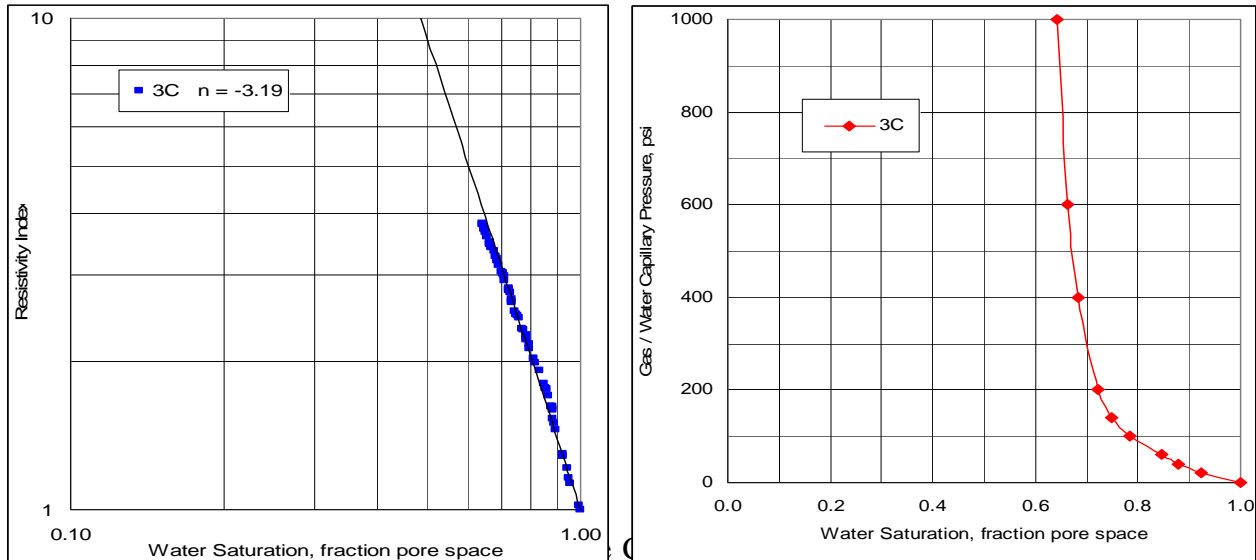 10
3C n = -3.19
Resistivity Index
1
0.10
1.00
Water Saturation, fraction pore space
1000
800
600
400
200
0
3C
Gas / Water Capillary Pressure, psi
0.0
0.2
0.4
0.6
0.8
1.0
Water Saturation, fraction pore space